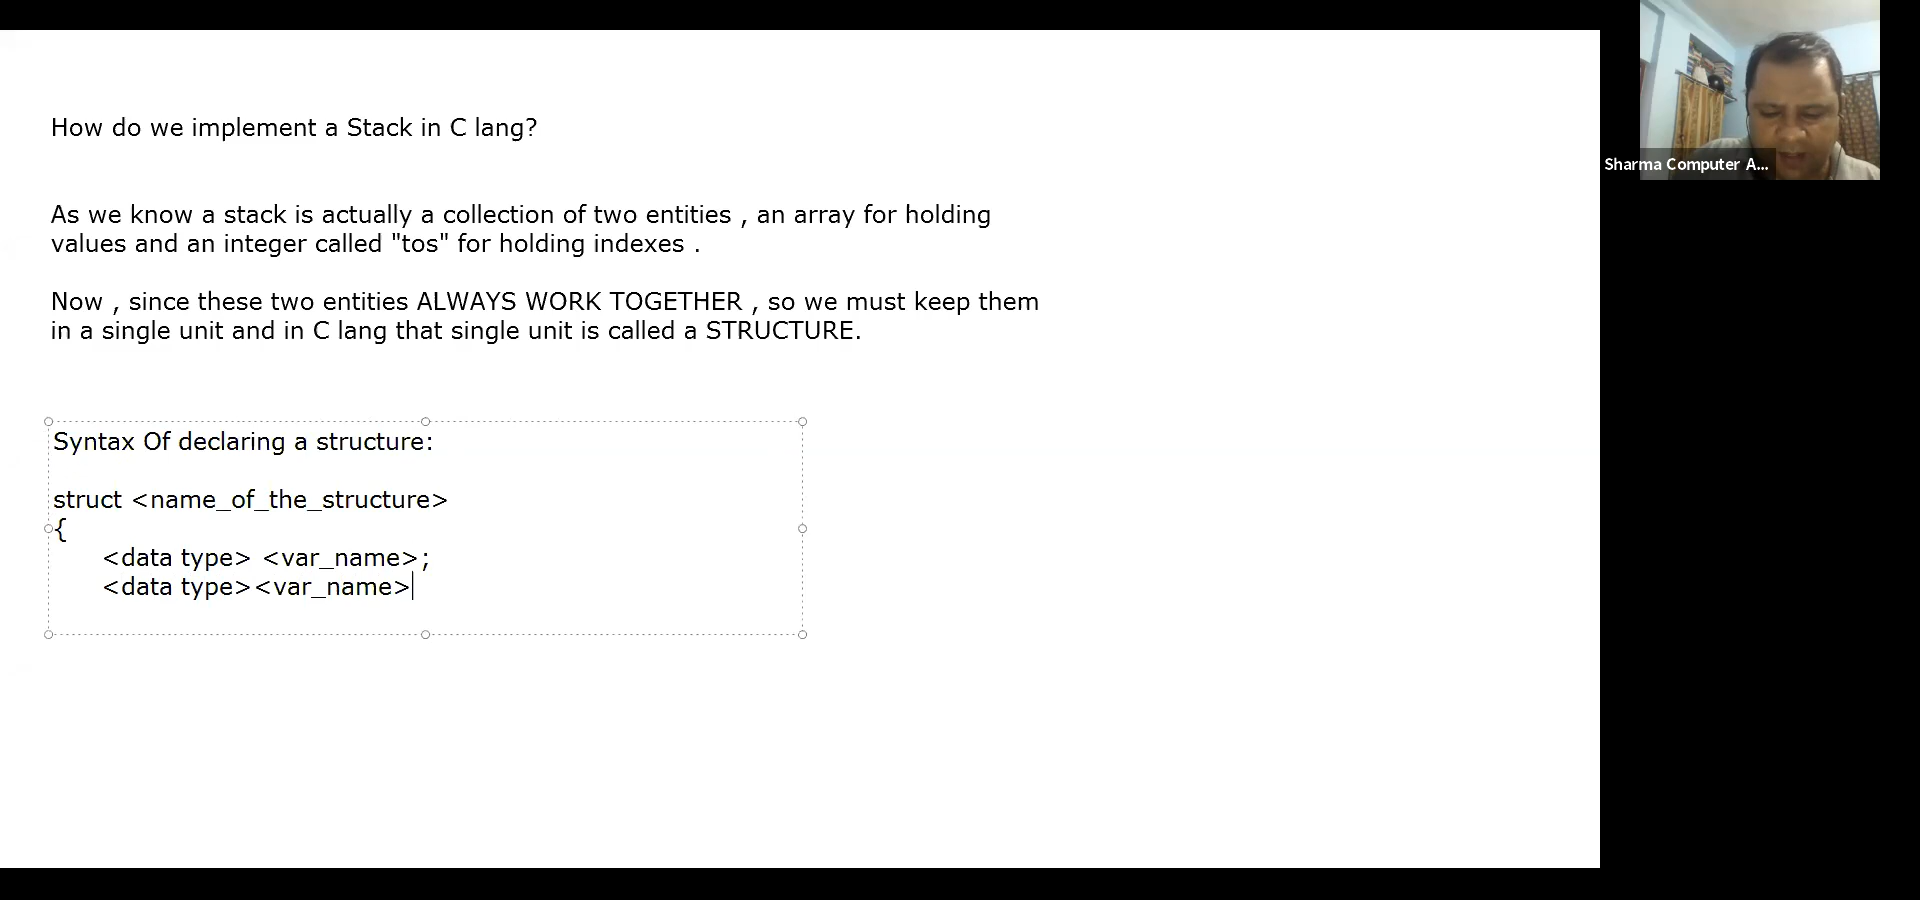 How do we implement a Stack in C lang?
As we know a stack is actually a collection of two entities , an array for holding
values and an integer called "tos" for holding indexes .
Now , since these two entities ALWAYS WORK TOGETHER , so we must keep them
in a single unit and in C lang that single unit is called a STRUCTURE.
Syntax Of declaring a structure:
struct <name_of_the_structure>
{
<data type> <var_name>;
<data type><var_name>
Sharma Computer A...